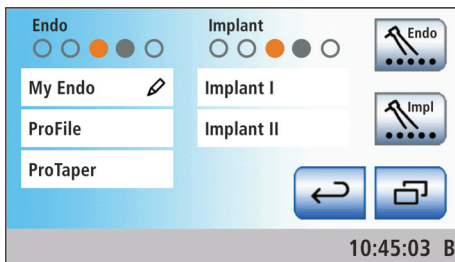 Endo
Implant
Endo
My Endo
Implant I
ProFile
Implant II
Impl
ProTaper
10:45:03 B